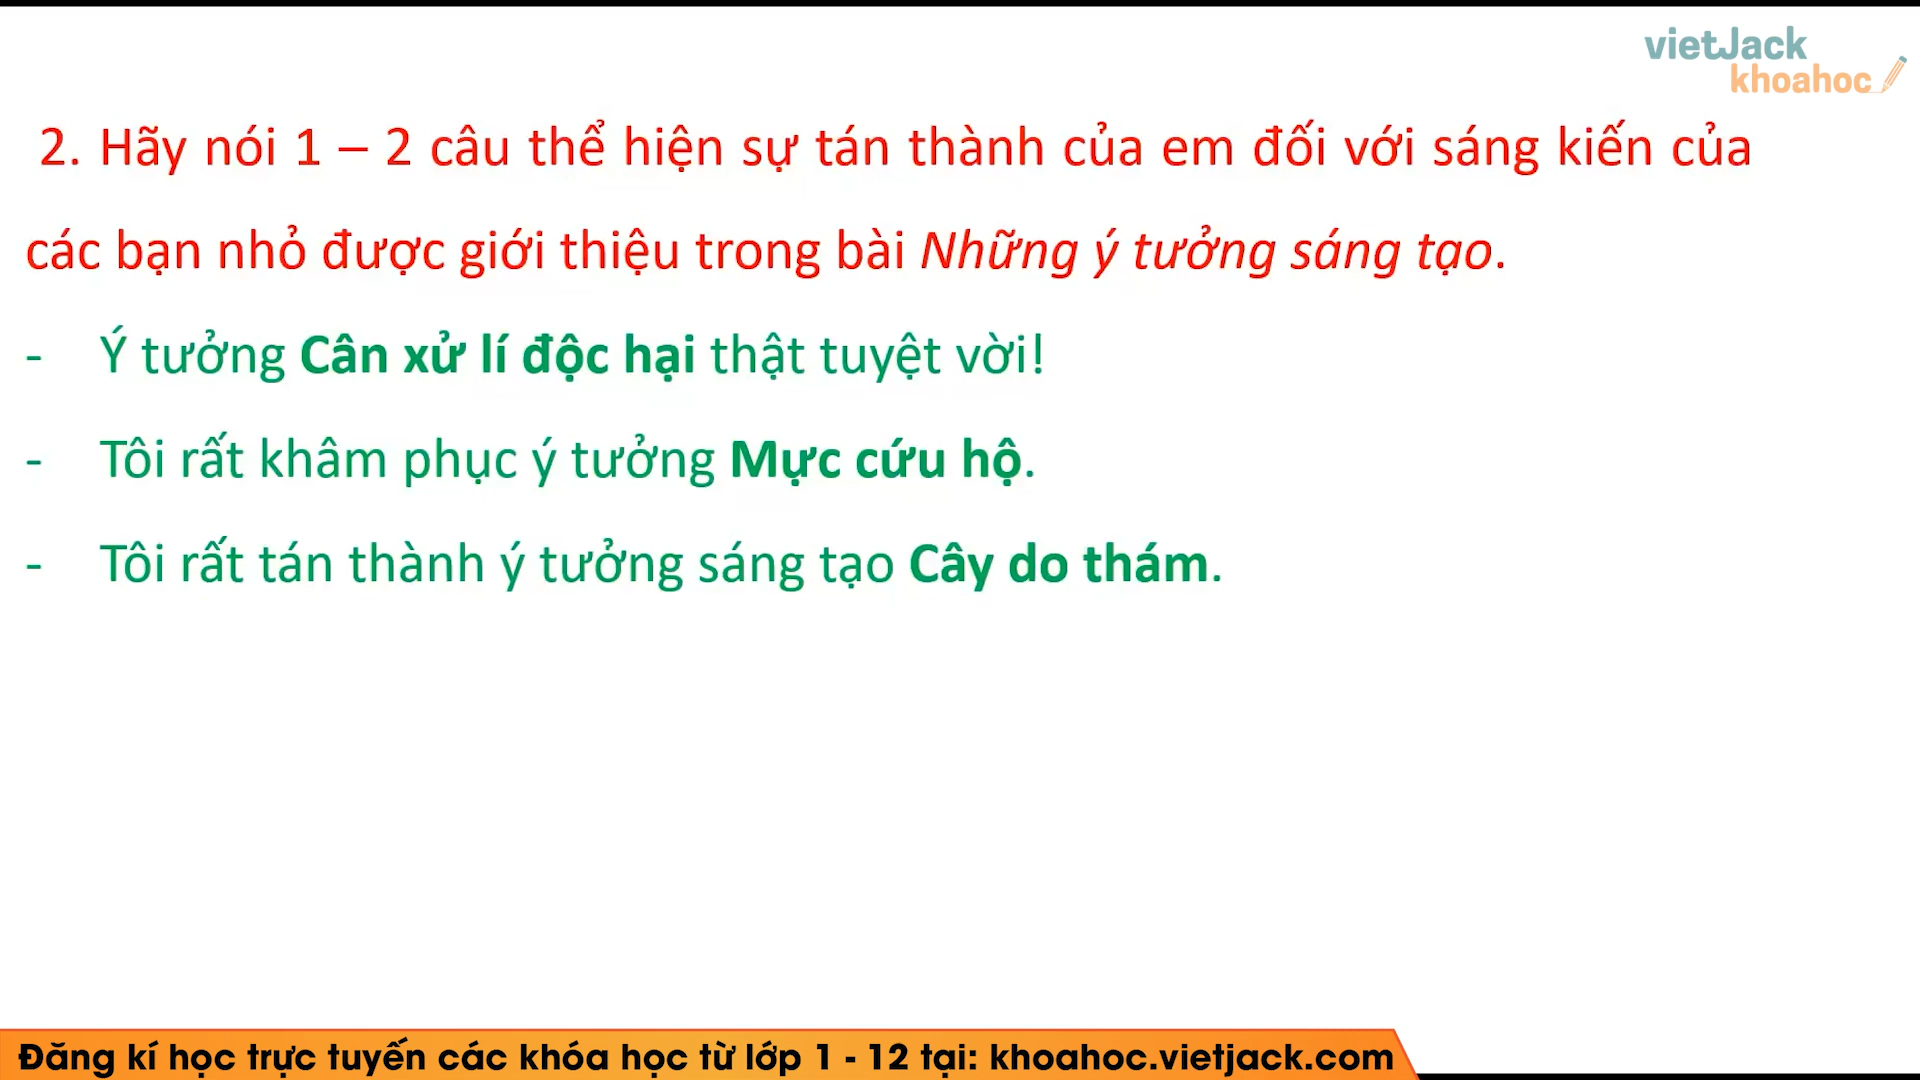 vietJack
khoahoc
2. Hãy nói 1 – 2 câu thể hiện sự tán thành của em đối với sáng kiến của
các bạn nhỏ được giới thiệu trong bài Những ý tưởng sáng tạo.
- Ý tưởng Cân xử lí độc hại thật tuyệt vời!
- Tôi rất khâm phục ý tưởng Mực cứu hộ.
- Tôi rất tán thành ý tưởng sáng tạo Cây do thám.
Đăng kí học trực tuyến các khóa học từ lớp 1 - 12 tại: khoahoc.vietjack.com